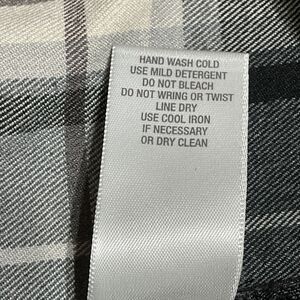 HAND WASH COLD
USE MILD DETERGENT
DO NOT BLEACH
DO NOT WRING OR TWIST
LINE DRY
USE COOL IRON
IF NECESSARY
OR DRY CLEAN